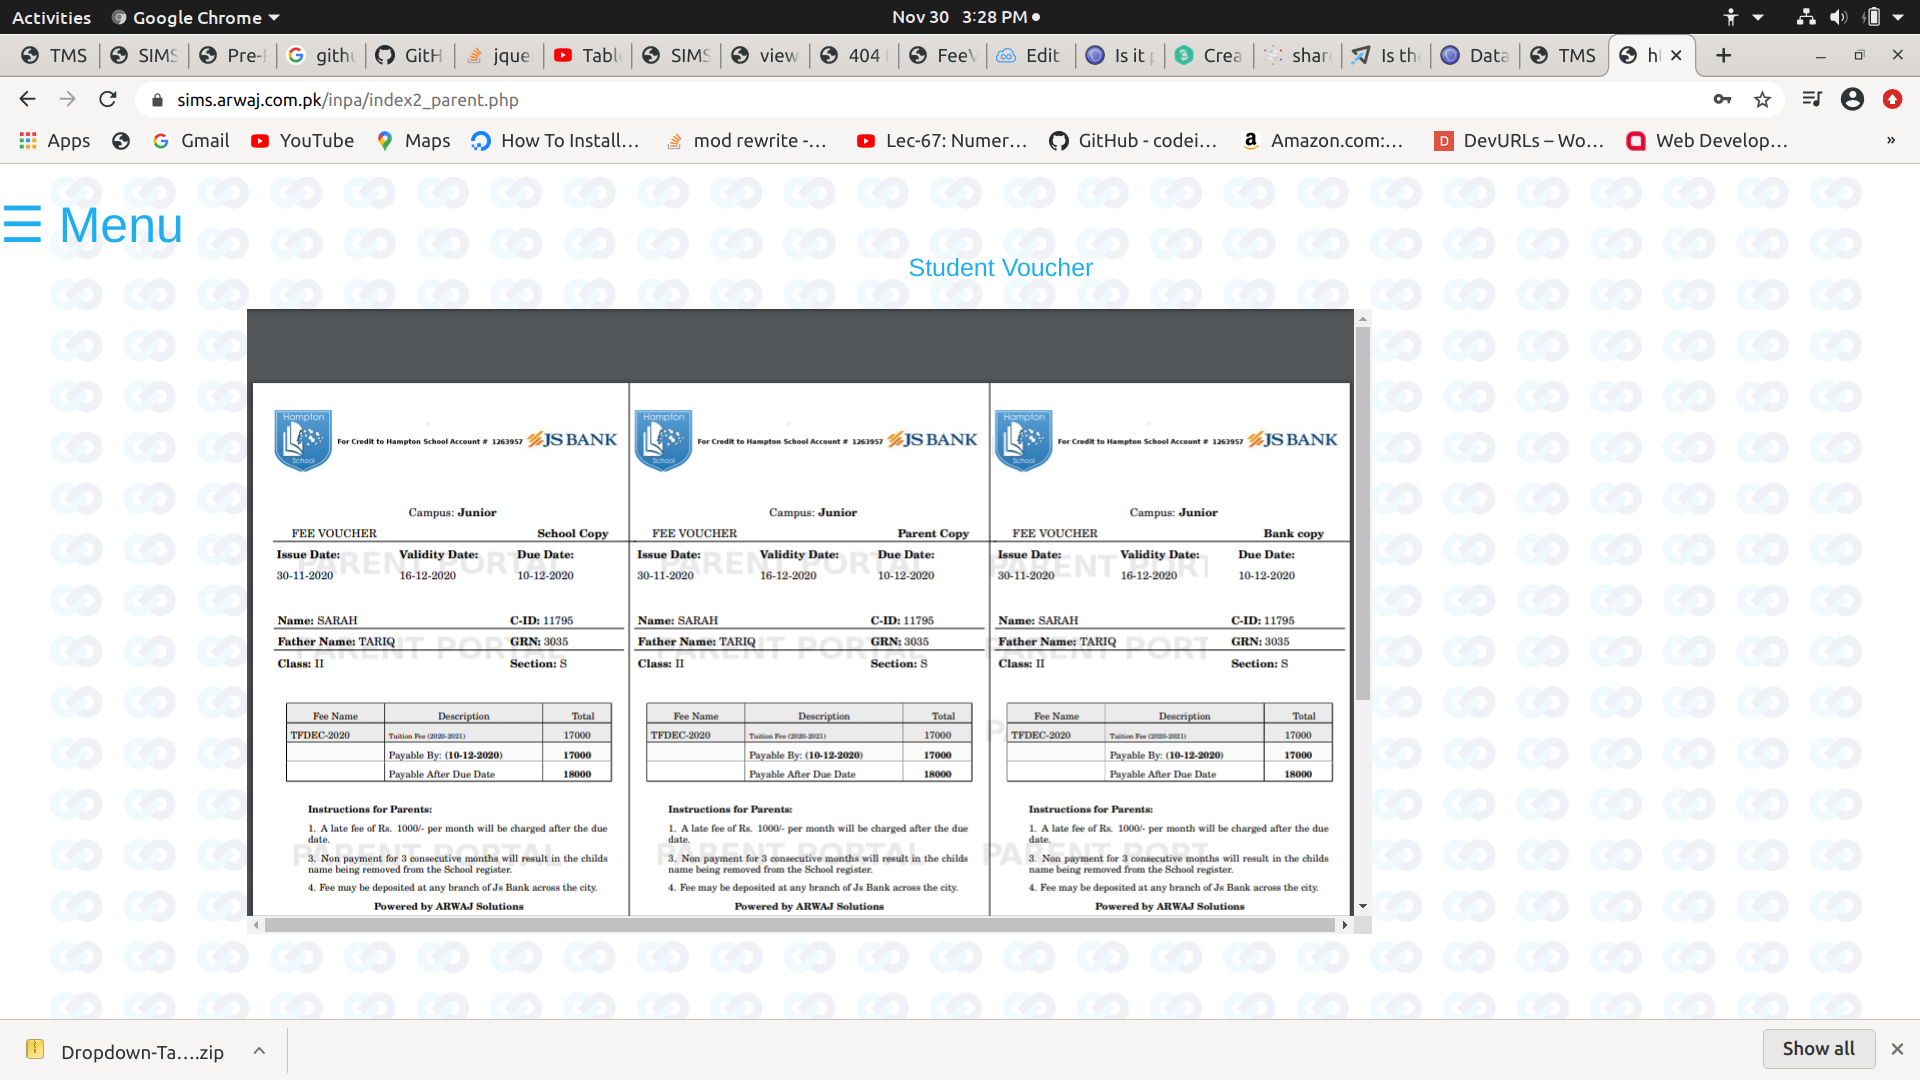 Activities Google Chrome Nov 30 3:28 PM
TMS SIMS Pre-F githu GitH jque Tabl SIMS view 404 FeeV Edit Is it p Crea shar Is the Data TMS hl
sims.arwaj.com.pk/inpa/index2_parent.php
Apps Gmail YouTube Maps How To Install… mod rewrite -… Lec-67: Numer… GitHub - codei… Amazon.com:… DevURLs – Wo… Web Develop… »
☰ Menu
Student Voucher
Hampton School For Credit to Hampton School Account # 1263957 JS BANK Hampton School For Credit to Hampton School Account # 1263957 JS BANK Hampton School For Credit to Hampton School Account # 1263957 JS BANK
Campus: Junior Campus: Junior Campus: Junior
FEE VOUCHER School Copy FEE VOUCHER Parent Copy FEE VOUCHER Bank copy
Issue Date: Validity Date: Due Date: Issue Date: Validity Date: Due Date: Issue Date: Validity Date: Due Date:
PARENT PORTAL PARENT PORTAL PARENT PORT
30-11-2020 16-12-2020 10-12-2020 30-11-2020 16-12-2020 10-12-2020 30-11-2020 16-12-2020 10-12-2020
Name: SARAH C-ID: 11795 Name: SARAH C-ID: 11795 Name: SARAH C-ID: 11795
Father Name: TARIQ GRN: 3035 Father Name: TARIQ GRN: 3035 Father Name: TARIQ GRN: 3035
PARENT PORTAL PARENT PORTAL PARENT PORT
Class: II Section: S Class: II Section: S Class: II Section: S
Fee Name Description Total Fee Name Description Total Fee Name Description Total
TFDEC-2020 Tuition Fee (2020-2021) 17000 TFDEC-2020 Tuition Fee (2020-2021) 17000 TFDEC-2020 Tuition Fee (2020-2021) 17000
Payable By: (10-12-2020) 17000 Payable By: (10-12-2020) 17000 Payable By: (10-12-2020) 17000
Payable After Due Date 18000 Payable After Due Date 18000 Payable After Due Date 18000
Instructions for Parents: Instructions for Parents: Instructions for Parents:
1. A late fee of Rs. 1000/- per month will be charged after the due 1. A late fee of Rs. 1000/- per month will be charged after the due 1. A late fee of Rs. 1000/- per month will be charged after the due
date. date. date.
PARENT PORTAL PARENT PORTAL PARENT PORT
3. Non payment for 3 consecutive months will result in the childs 3. Non payment for 3 consecutive months will result in the childs 3. Non payment for 3 consecutive months will result in the childs
name being removed from the School register. name being removed from the School register. name being removed from the School register.
4. Fee may be deposited at any branch of Js Bank across the city. 4. Fee may be deposited at any branch of Js Bank across the city. 4. Fee may be deposited at any branch of Js Bank across the city.
Powered by ARWAJ Solutions Powered by ARWAJ Solutions Powered by ARWAJ Solutions
Dropdown-Ta….zip Show all